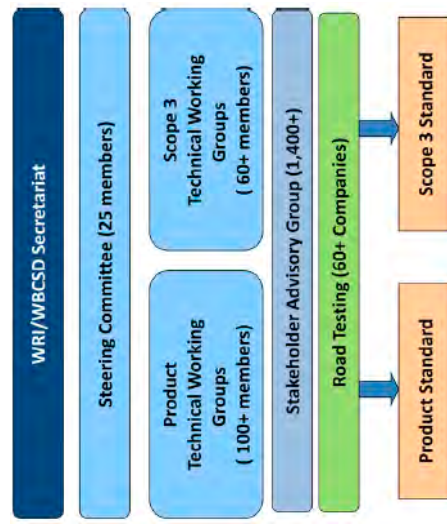 WRI/WBCSD Secretariat
Steering Committee (25 members)
Product
Technical Working
Groups
( 100+ members)
Scope 3
Technical Working
Groups
( 60+ members)
Stakeholder Advisory Group (1,400+)
Road Testing (60+ Companies)
Product Standard
Scope 3 Standard